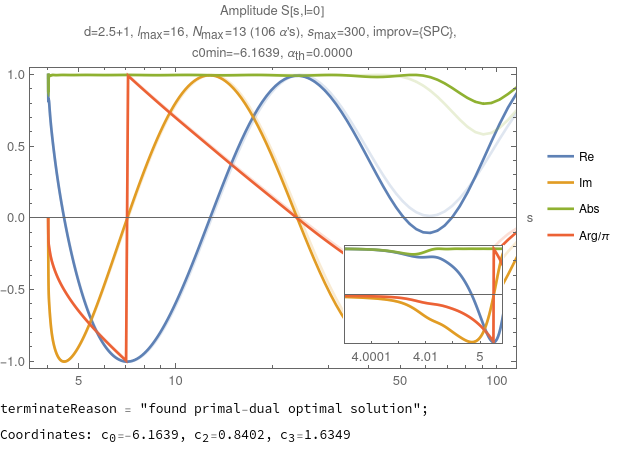 Amplitude S[s,l=0]
d=2.5+1, lmax=16, Nmax=13 (106 α's), smax=300, improv={SPC},
c0min=-6.1639, αth=0.0000
1.0
0.5
0.0
-0.5
-1.0
5
10
50
100
s
4.0001
4.01
5
Re
Im
Abs
Arg/π
terminateReason = "found primal-dual optimal solution";
Coordinates: c0=-6.1639, c2=0.8402, c3=1.6349